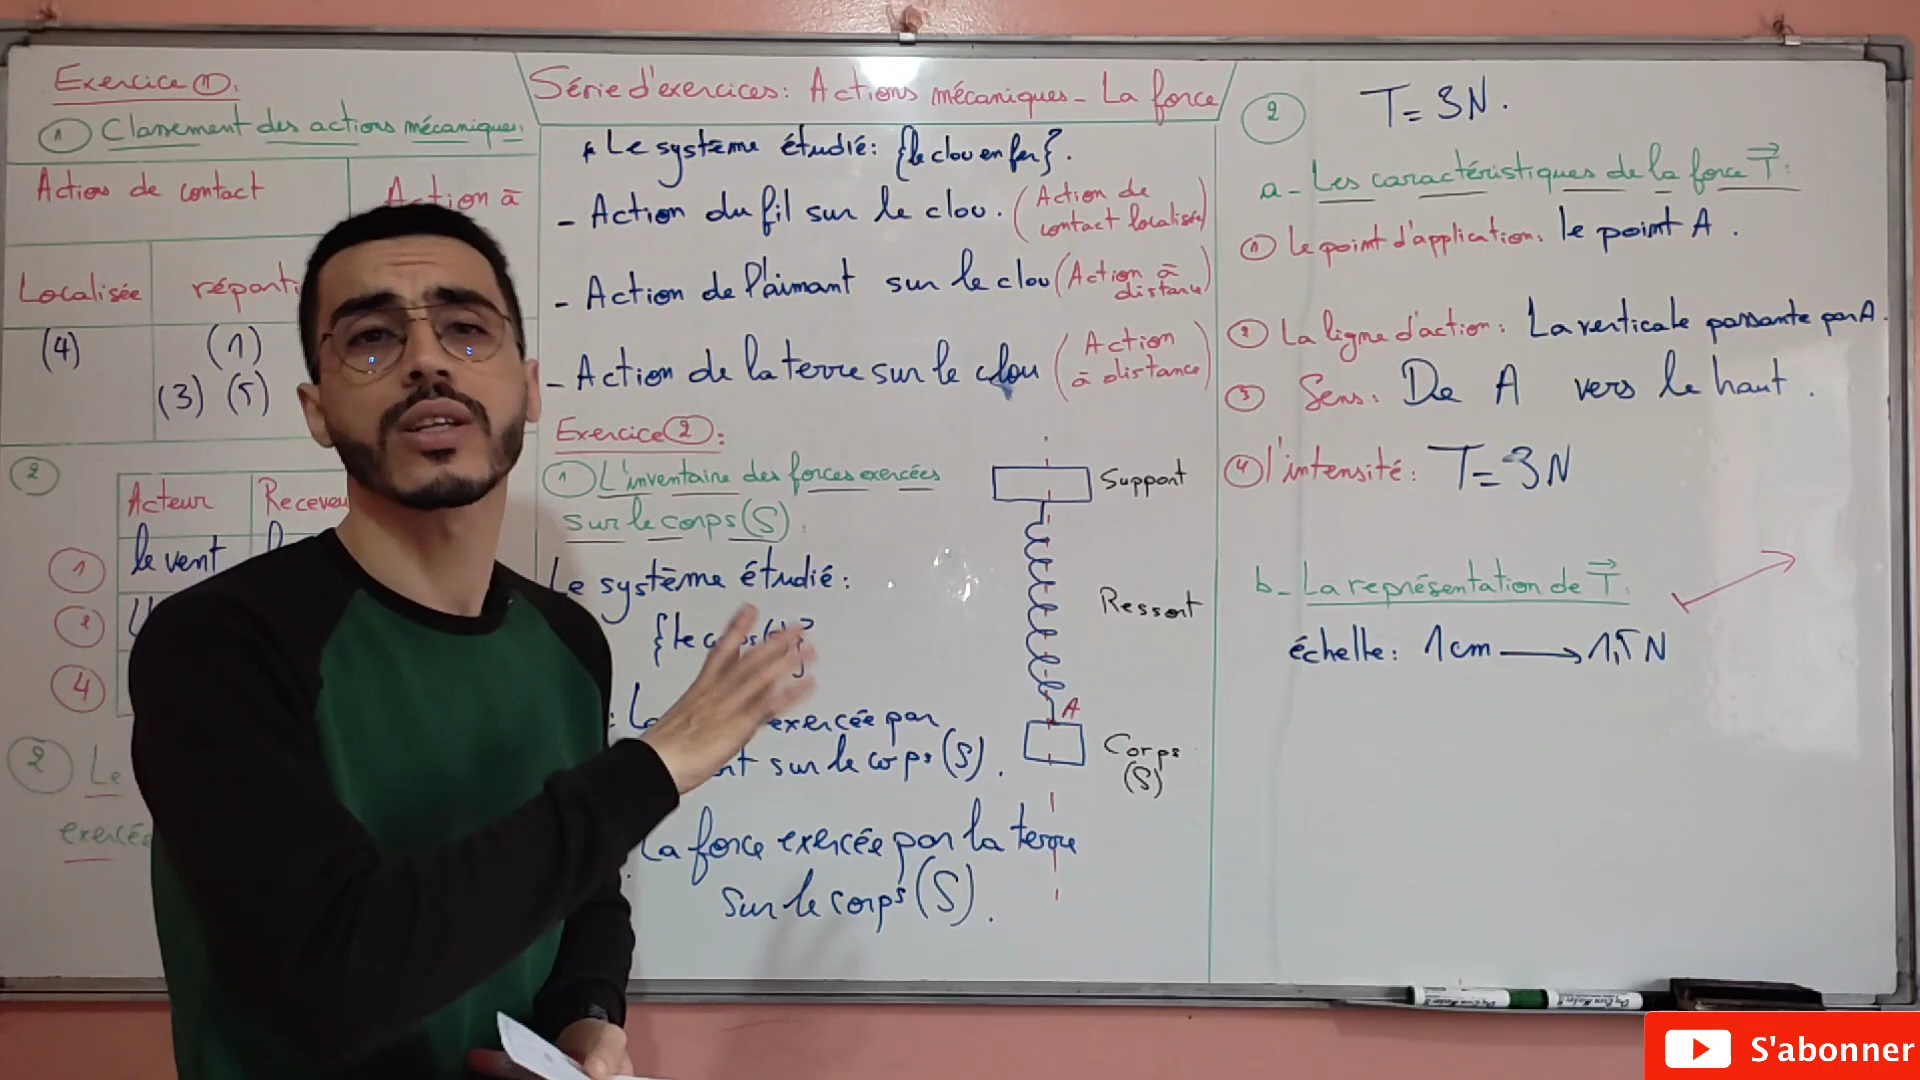 Exercice ①:
① Classement des actions mécaniques:
Actions de contact
Action à
Localisée
réparti
(4)
(1)
(3) (5)
②
Acteur
Receveu
① le vent
②
④
② Le
exercée
Série d'exercices: Actions mécaniques - La force
* Le système étudié: {le clou en fer}.
- Action du fil sur le clou. (Action de
contact localisée)
- Action de l'aimant sur le clou (Action à
distance)
- Action de la terre sur le clou (Action
à distance)
Exercice ②:
① L'inventaire des forces exercées
sur le corps (S):
Le système étudié:
exercée par
sur le corps (S).
La force exercée par la terre
sur le corps (S).
Support
Ressort
A
Corps
(S)
② T = 3N.
a - Les caractéristiques de la force T⃗:
① Le point d'application: le point A.
② La ligne d'action: La verticale passante par A.
③ Sens: De A vers le haut.
④ l'intensité: T = 3N
b - La représentation de T⃗:
échelle: 1cm → 1,5 N
S'abonner